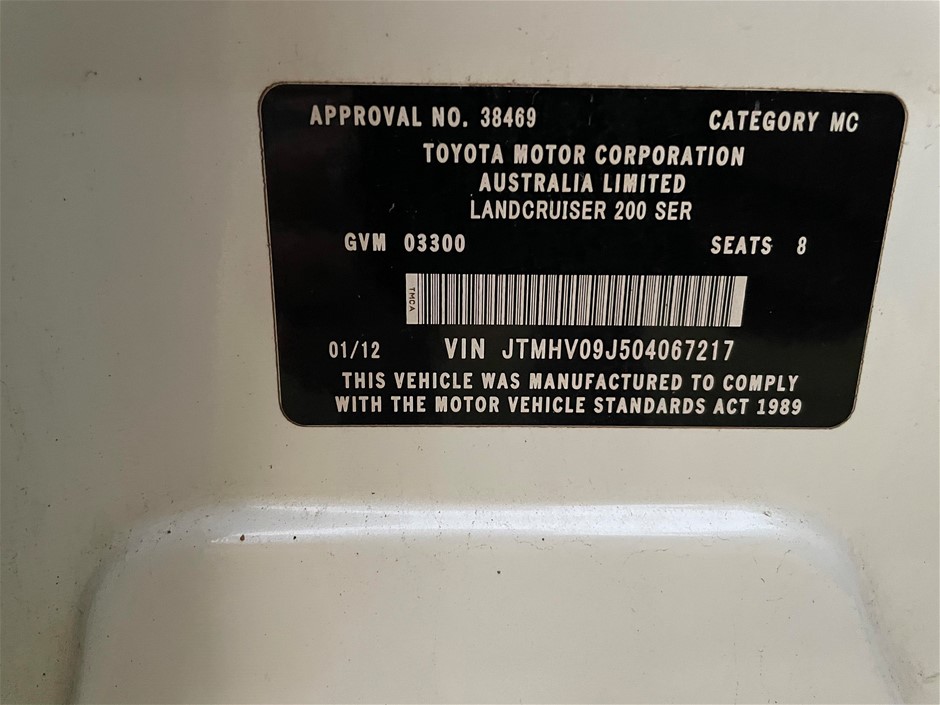 APPROVAL NO. 38469 CATEGORY MC
TOYOTA MOTOR CORPORATION
AUSTRALIA LIMITED
LANDCRUISER 200 SER
GVM 03300 SEATS 8
TMCA
01/12 VIN JTMHV09J504067217
THIS VEHICLE WAS MANUFACTURED TO COMPLY
WITH THE MOTOR VEHICLE STANDARDS ACT 1989